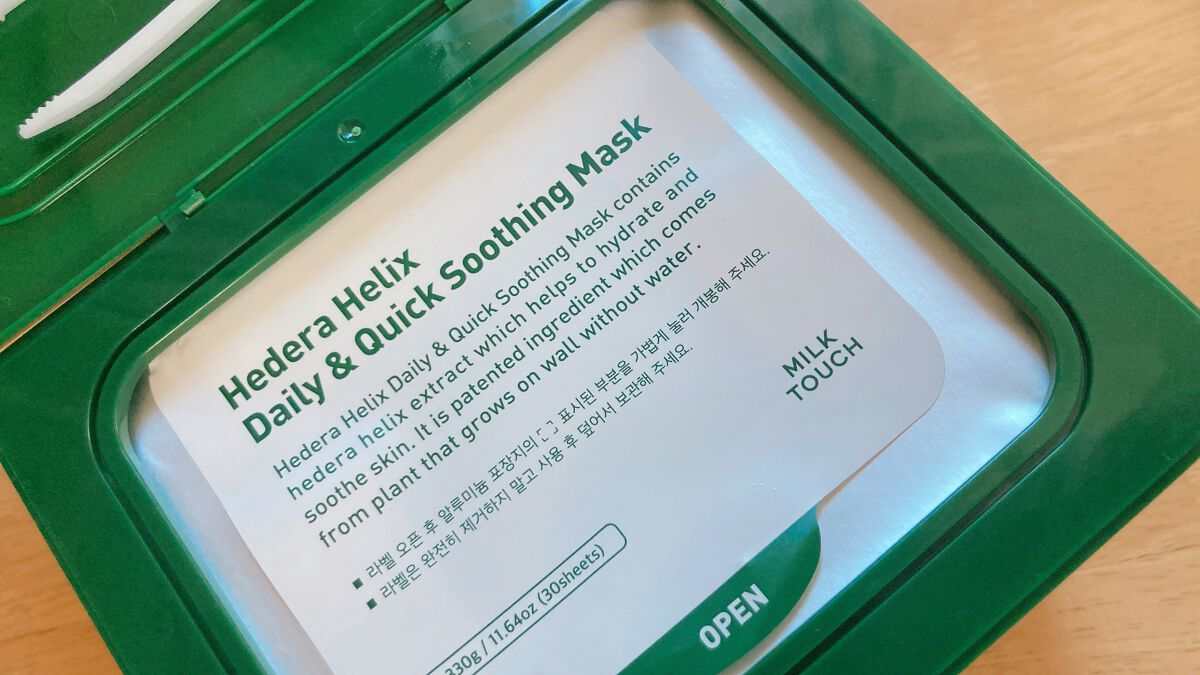 Hedera Helix
Daily & Quick Soothing Mask
Hedera Helix Daily & Quick Soothing Mask contains
hedera helix extract which helps to hydrate and
soothe skin. It is patented ingredient which comes
from plant that grows on wall without water.
■ 라벨 오픈 후 알루미늄 포장지의 [ ] 표시된 부분을 가볍게 눌러 개봉해 주세요.
■ 라벨은 완전히 제거하지 말고 사용 후 덮어서 보관해 주세요.
MILK
TOUCH
330g / 11.64oz (30sheets)
OPEN